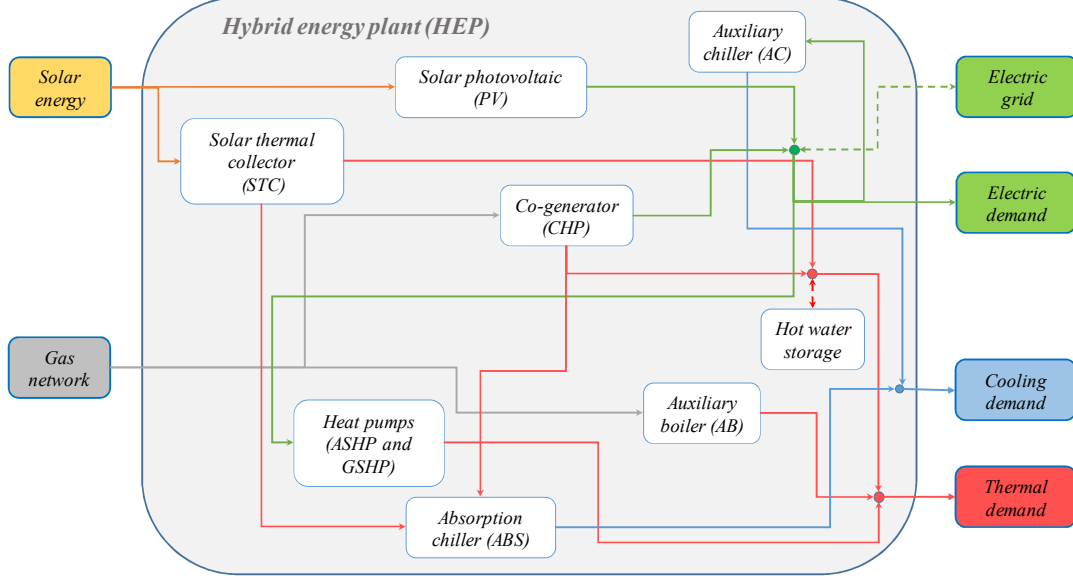 Hybrid energy plant (HEP)
Auxiliary
chiller (AC)
Solar
energy
Solar photovoltaic
(PV)
Electric
grid
Solar thermal
collector
(STC)
Co-generator
(CHP)
Electric
demand
Hot water
storage
Gas
network
Cooling
demand
Heat pumps
(ASHP and
GSHP)
Auxiliary
boiler (AB)
Absorption
chiller (ABS)
Thermal
demand